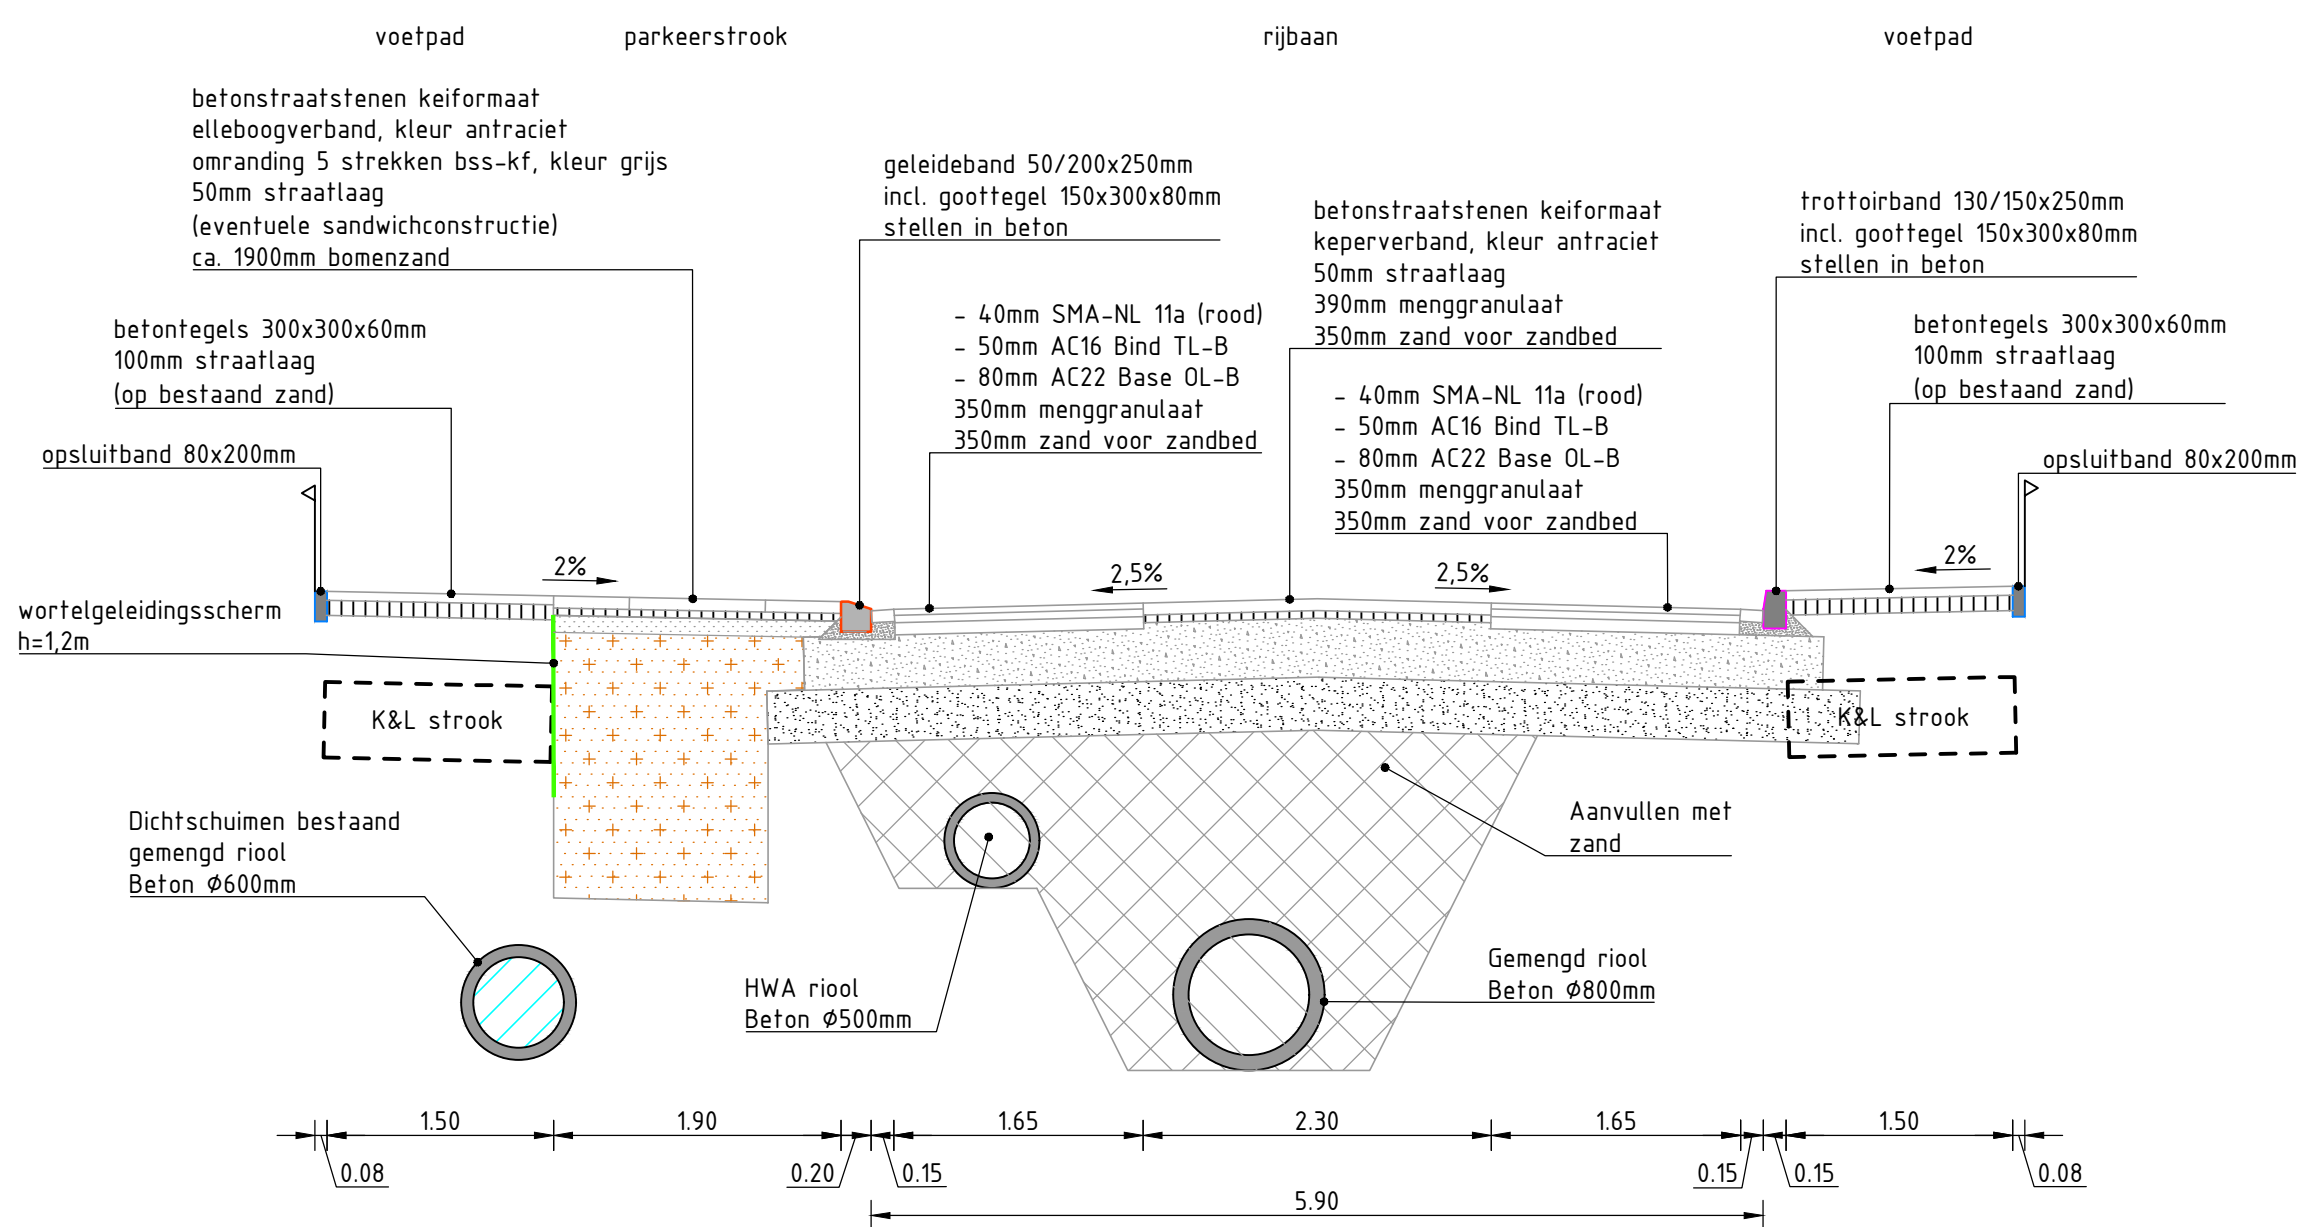 voetpad
parkeerstrook
rijbaan
voetpad
betonstraatstenen keiformaat
elleboogverband, kleur antraciet
omranding 5 strekken bss-kf, kleur grijs
50mm straatlaag
(eventuele sandwichconstructie)
ca. 1900mm bomenzand
geleideband 50/200x250mm
incl. goottegel 150x300x80mm
stellen in beton
betonstraatstenen keiformaat
keperverband, kleur antraciet
50mm straatlaag
390mm menggranulaat
350mm zand voor zandbed
trottoirband 130/150x250mm
incl. goottegel 150x300x80mm
stellen in beton
betontegels 300x300x60mm
100mm straatlaag
(op bestaand zand)
- 40mm SMA-NL 11a (rood)
- 50mm AC16 Bind TL-B
- 80mm AC22 Base OL-B
350mm menggranulaat
350mm zand voor zandbed
- 40mm SMA-NL 11a (rood)
- 50mm AC16 Bind TL-B
- 80mm AC22 Base OL-B
350mm menggranulaat
350mm zand voor zandbed
betontegels 300x300x60mm
100mm straatlaag
(op bestaand zand)
opsluitband 80x200mm
opsluitband 80x200mm
2%
2,5%
2,5%
2%
wortelgeleidingsscherm
h=1,2m
K&L strook
K&L strook
Dichtschuimen bestaand
gemengd riool
Beton Ø600mm
Aanvullen met
zand
HWA riool
Beton Ø500mm
Gemengd riool
Beton Ø800mm
1.50
1.90
1.65
2.30
1.65
1.50
0.08
0.20
0.15
0.15
0.15
0.08
5.90